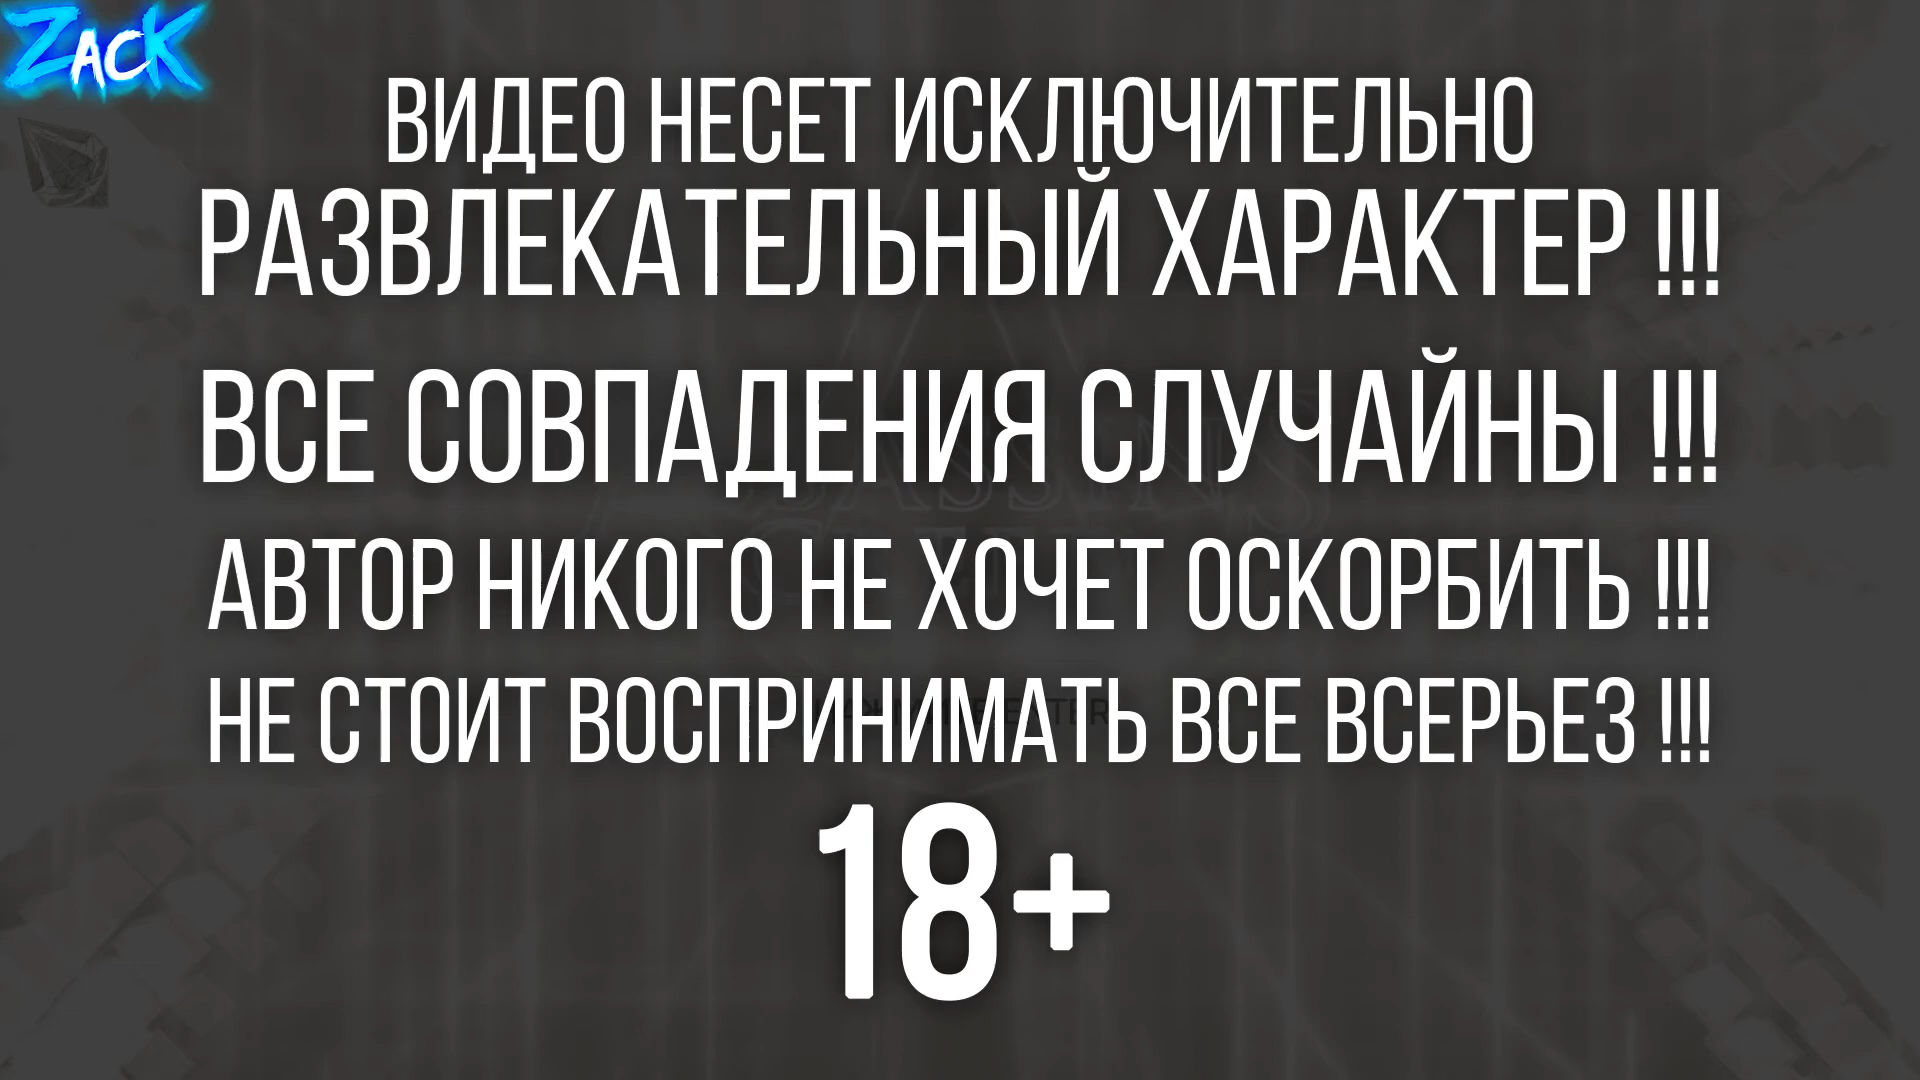 ZACK
ВИДЕО НЕСЕТ ИСКЛЮЧИТЕЛЬНО
РАЗВЛЕКАТЕЛЬНЫЙ ХАРАКТЕР !!!
ВСЕ СОВПАДЕНИЯ СЛУЧАЙНЫ !!!
АВТОР НИКОГО НЕ ХОЧЕТ ОСКОРБИТЬ !!!
НЕ СТОИТ ВОСПРИНИМАТЬ ВСЕ ВСЕРЬЕЗ !!!
18+